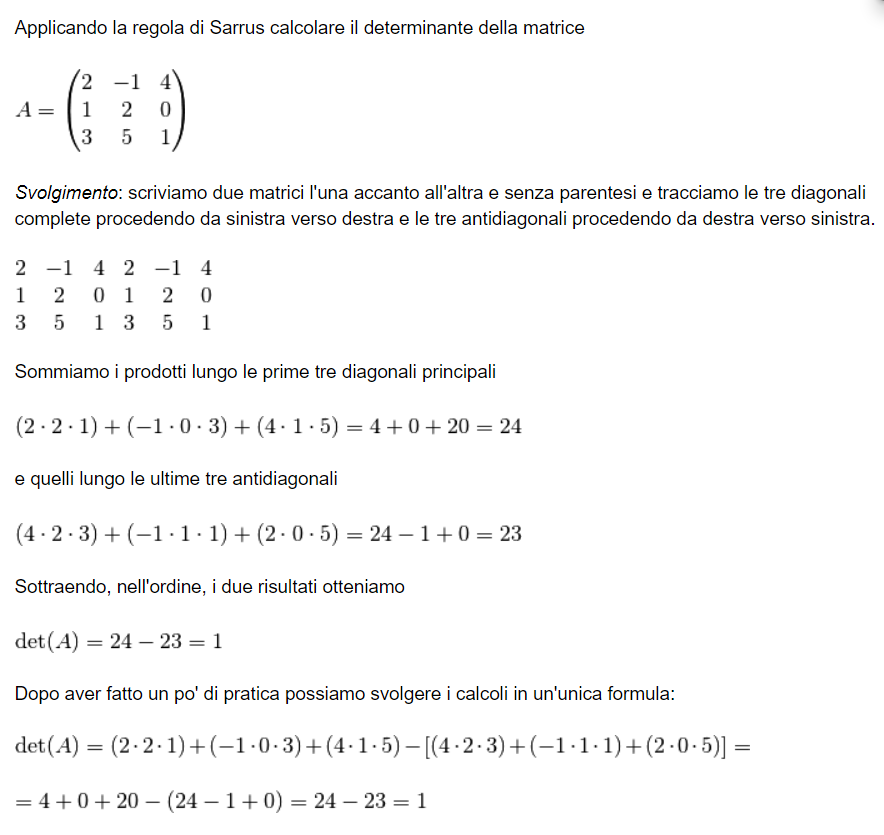 Applicando la regola di Sarrus calcolare il determinante della matrice
A = (2 −1 4
1 2 0
3 5 1)
Svolgimento: scriviamo due matrici l'una accanto all'altra e senza parentesi e tracciamo le tre diagonali
complete procedendo da sinistra verso destra e le tre antidiagonali procedendo da destra verso sinistra.
2 −1 4 2 −1 4
1 2 0 1 2 0
3 5 1 3 5 1
Sommiamo i prodotti lungo le prime tre diagonali principali
(2 · 2 · 1) + (−1 · 0 · 3) + (4 · 1 · 5) = 4 + 0 + 20 = 24
e quelli lungo le ultime tre antidiagonali
(4 · 2 · 3) + (−1 · 1 · 1) + (2 · 0 · 5) = 24 − 1 + 0 = 23
Sottraendo, nell'ordine, i due risultati otteniamo
det(A) = 24 − 23 = 1
Dopo aver fatto un po' di pratica possiamo svolgere i calcoli in un'unica formula:
det(A) = (2 · 2 · 1) + (−1 · 0 · 3) + (4 · 1 · 5) − [(4 · 2 · 3) + (−1 · 1 · 1) + (2 · 0 · 5)] =
= 4 + 0 + 20 − (24 − 1 + 0) = 24 − 23 = 1